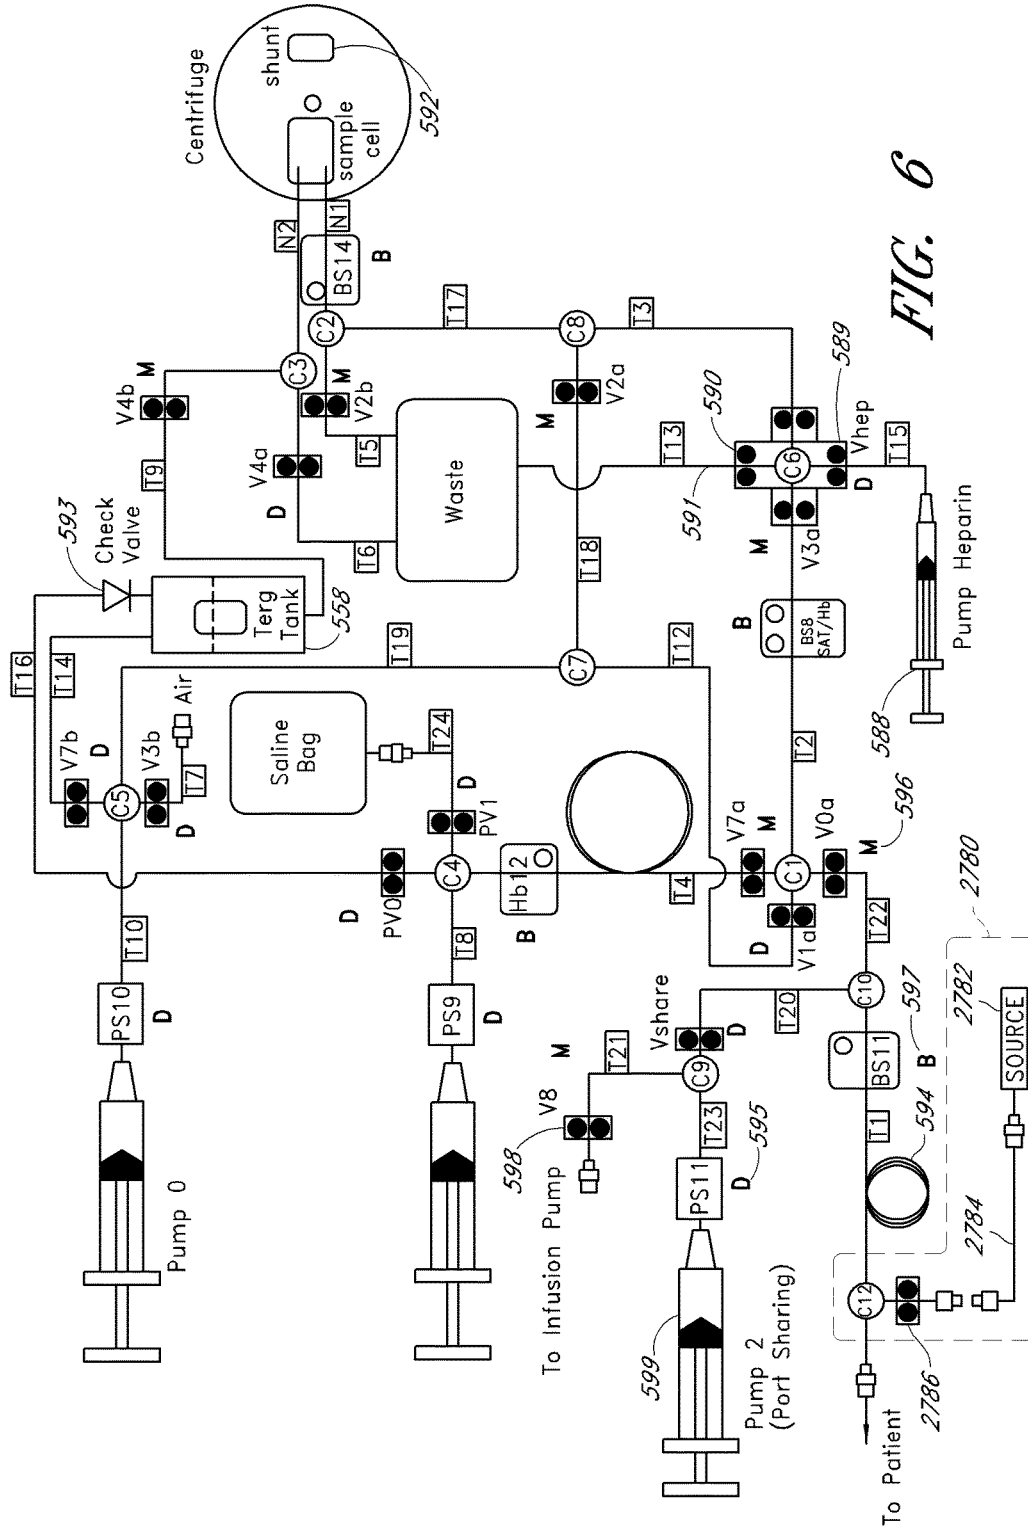 Centrifuge
shunt
592
sample
cell
N2
N1
BS14
B
C2
C3
T17
C8
T3
V4b
M
M
V2b
V2a
M
T9
V4a
D
T5
T6
Waste
T13
591
590
589
Vhep
D
T15
C6
V3a
M
Pump Heparin
588
FIG. 6
593
Check
Valve
Terg
Tank
558
T16
T14
T18
T19
C7
T12
B
BS8
SAT/Hb
V7b
D
V3b
D
T7
Air
C5
Saline
Bag
T24
D
PV1
C4
PV0
D
Hb12
B
T4
V7a
M
T2
C1
V0a
M
596
V1a
D
T22
T10
T8
PS10
D
PS9
D
Pump 0
Vshare
D
T20
C10
M
T21
C9
V8
598
To Infusion Pump
T23
PS11
D
595
BS11
B
597
T1
594
599
Pump 2
(Port Sharing)
C12
2786
To Patient
2780
2782
SOURCE
2784